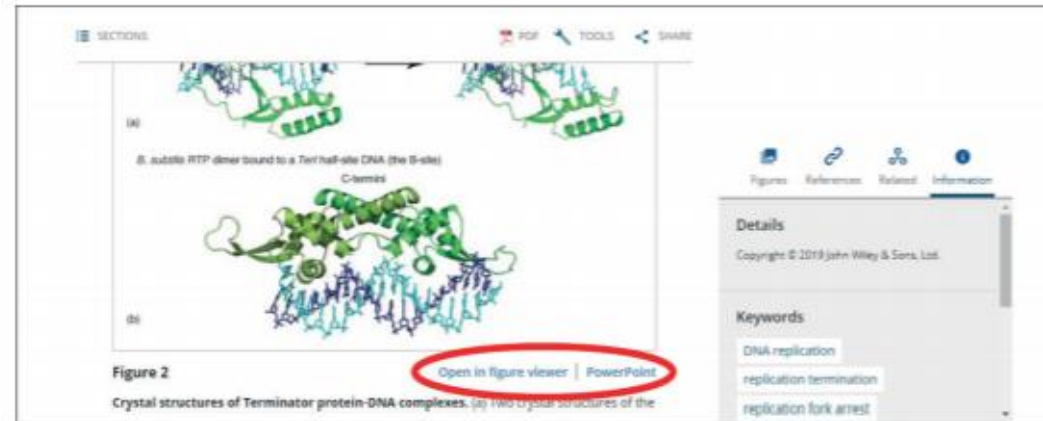 SECTIONS
PDF TOOLS SHARE
(a)
B. subtilis RTP dimer bound to a TerI half-site DNA (the B-site)
C-termini
(b)
Figure 2
Open in figure viewer | PowerPoint
Crystal structures of Terminator protein-DNA complexes. (a) Two crystal structures of the
Figures References Related Information
Details
Copyright © 2019 John Wiley & Sons, Ltd.
Keywords
DNA replication
replication termination
replication fork arrest